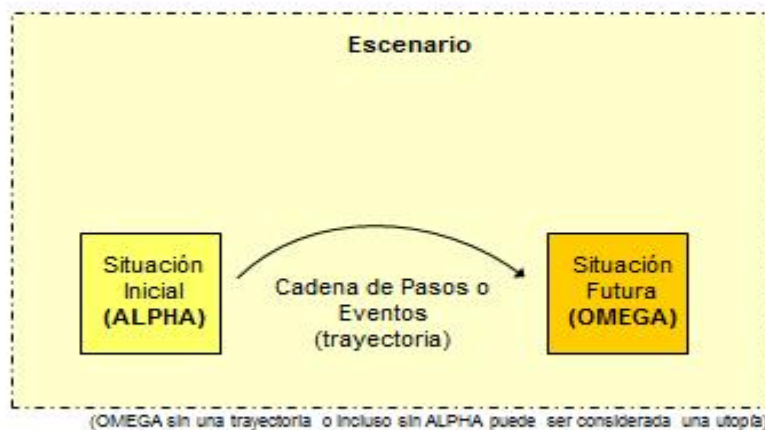 Escenario
Situación
Inicial
(ALPHA)
Cadena de Pasos o
Eventos
(trayectoria)
Situación
Futura
(OMEGA)
(OMEGA sin una trayectoria o incluso sin ALPHA puede ser considerada una utopía)